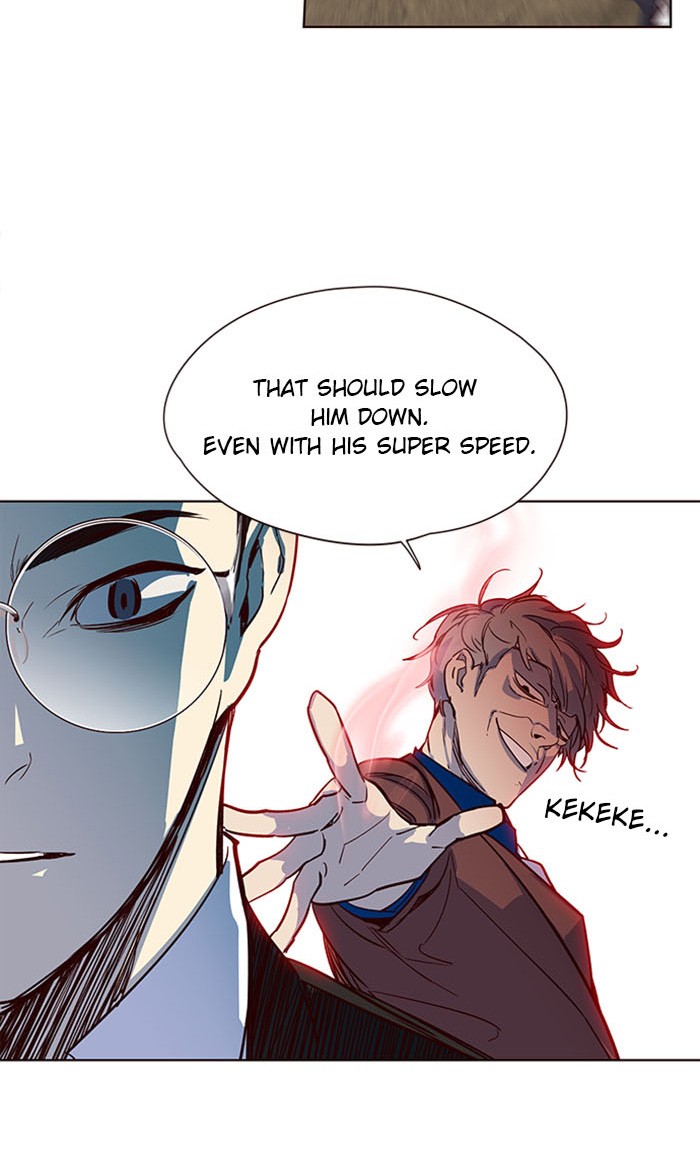 THAT SHOULD SLOW
HIM DOWN.
EVEN WITH HIS SUPER SPEED.
KEKEKE...